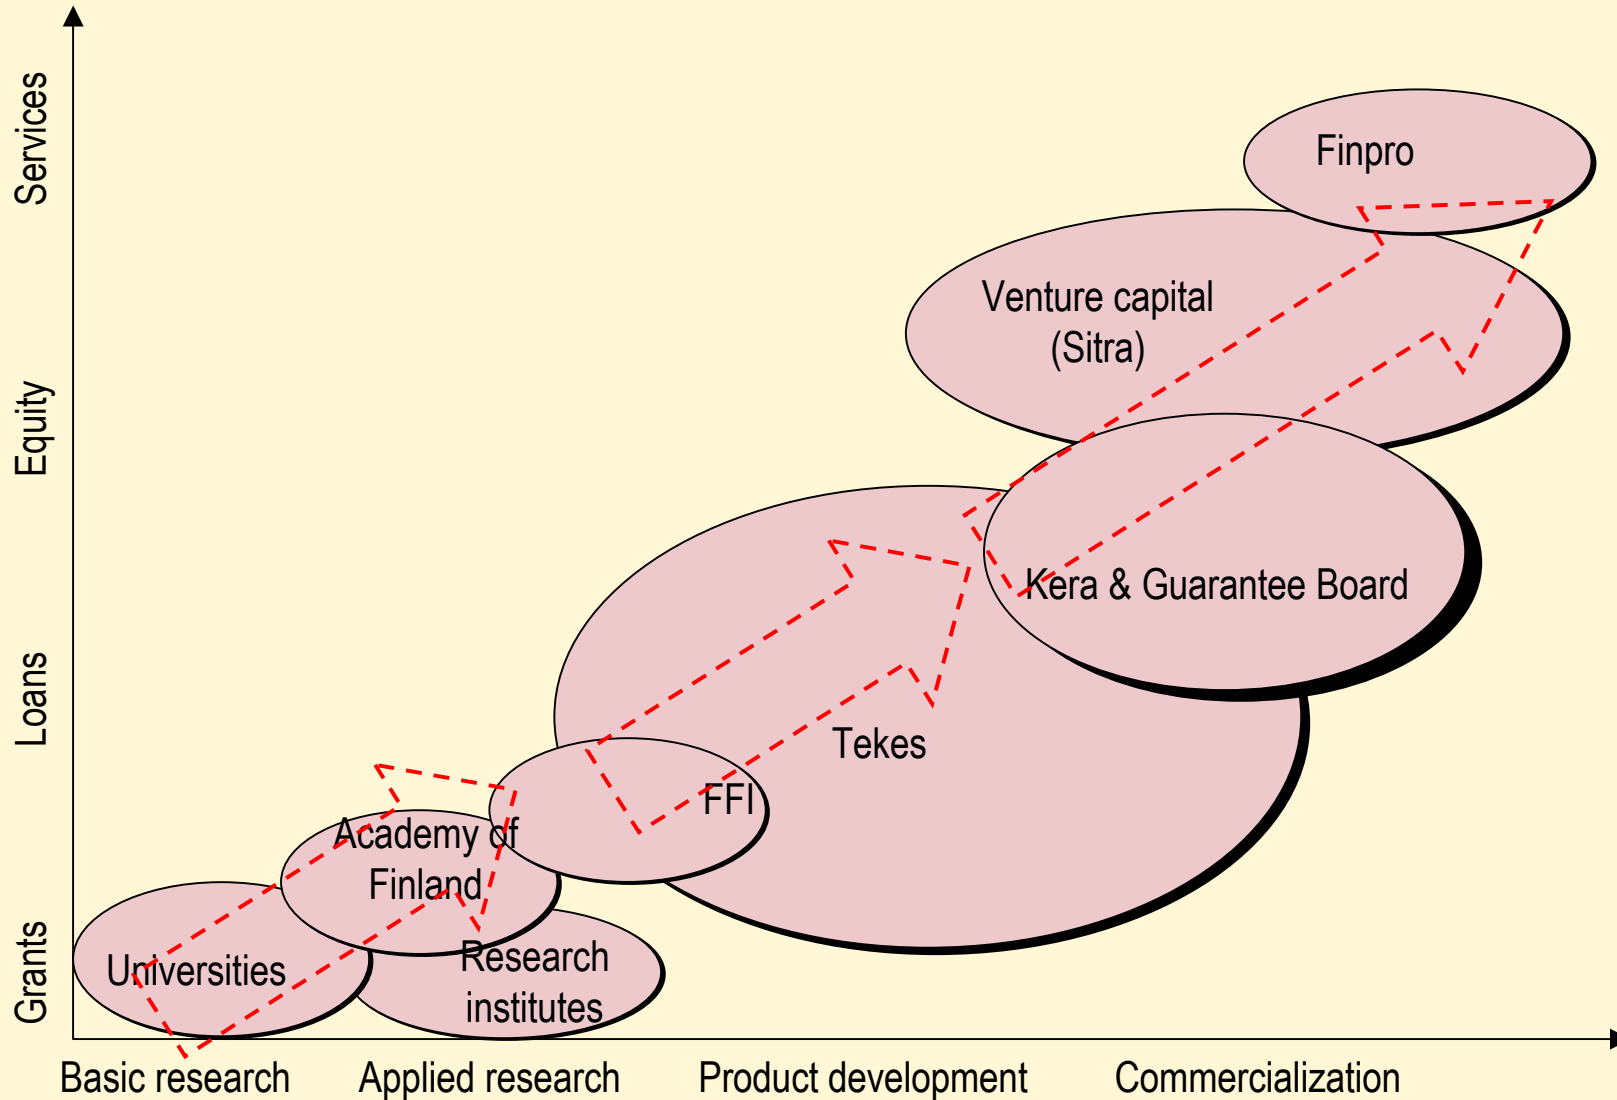 Services
Equity
Loans
Grants
Finpro
Venture capital
(Sitra)
Kera & Guarantee Board
Tekes
FFI
Academy of
Finland
Universities
Research
institutes
Basic research
Applied research
Product development
Commercialization